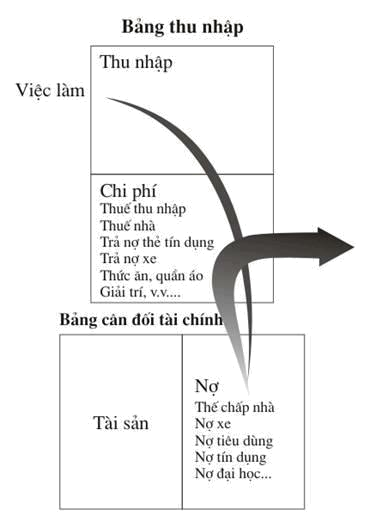 Bảng thu nhập
Thu nhập
Việc làm
Chi phí
Thuế thu nhập
Thuế nhà
Trả nợ thẻ tín dụng
Trả nợ xe
Thức ăn, quần áo
Giải trí, v.v....
Bảng cân đối tài chính
Tài sản
Nợ
Thế chấp nhà
Nợ xe
Nợ tiêu dùng
Nợ tín dụng
Nợ đại học...